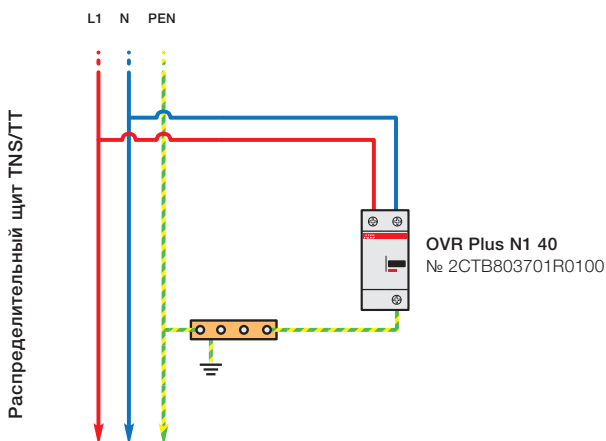 L1 N PEN
Распределительный щит TNS/TT
OVR Plus N1 40
№ 2CTB803701R0100